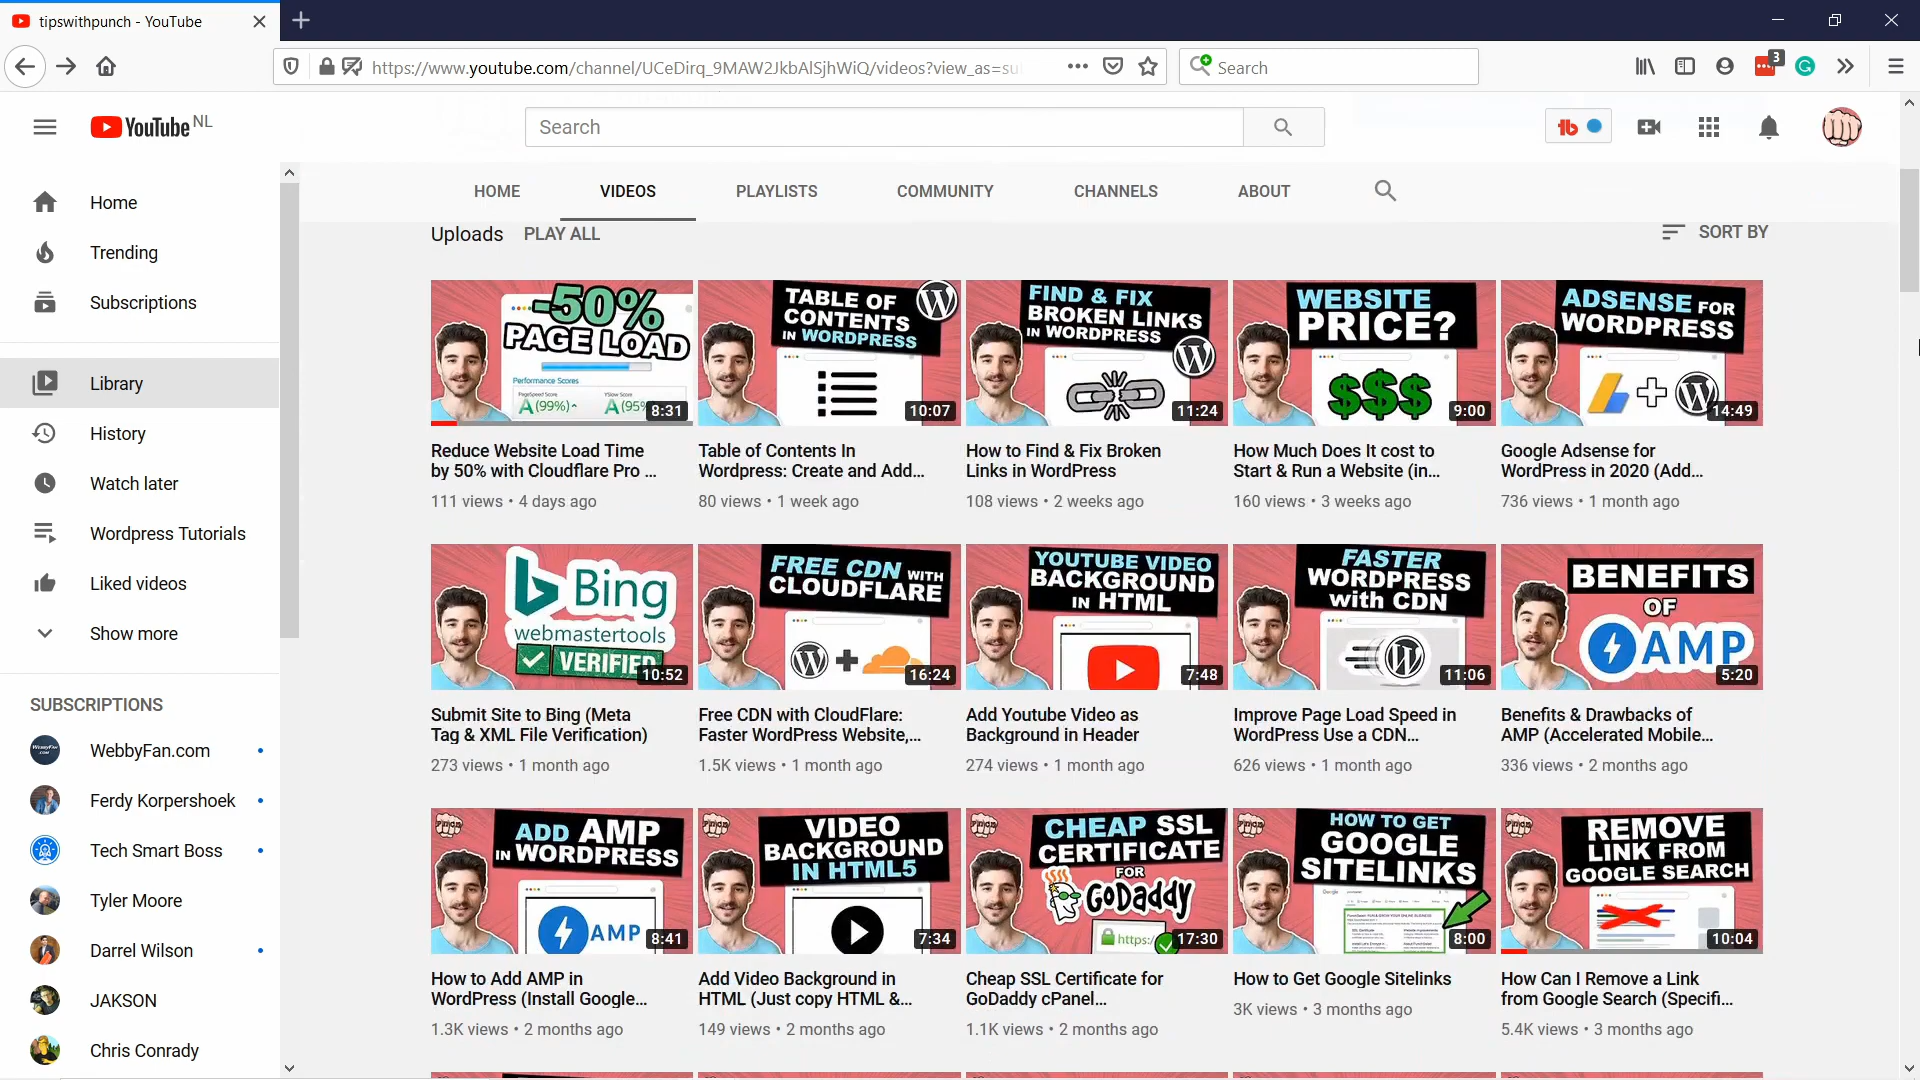 tipswithpunch - YouTube
https://www.youtube.com/channel/UCeDirq_9MAW2JkbAlSjhWiQ/videos?view_as=su
Search
3
YouTube NL
Search
HOME
VIDEOS
PLAYLISTS
COMMUNITY
CHANNELS
ABOUT
Home
Trending
Subscriptions
Library
History
Watch later
Wordpress Tutorials
Liked videos
Show more
SUBSCRIPTIONS
WebbyFan.com
Ferdy Korpershoek
Tech Smart Boss
Tyler Moore
Darrel Wilson
JAKSON
Chris Conrady
Uploads
PLAY ALL
SORT BY
-50%
PAGE LOAD
Performance Scores
PageSpeed Score
YSlow Score
A(99%)
A(95%
8:31
Reduce Website Load Time
by 50% with Cloudflare Pro ...
111 views • 4 days ago
TABLE OF
CONTENTS
IN WORDPRESS
10:07
Table of Contents In
Wordpress: Create and Add...
80 views • 1 week ago
FIND & FIX
BROKEN LINKS
IN WORDPRESS
11:24
How to Find & Fix Broken
Links in WordPress
108 views • 2 weeks ago
WEBSITE
PRICE?
$$$
9:00
How Much Does It cost to
Start & Run a Website (in...
160 views • 3 weeks ago
ADSENSE FOR
WORDPRESS
14:49
Google Adsense for
WordPress in 2020 (Add...
736 views • 1 month ago
Bing
webmastertools
VERIFIED
10:52
Submit Site to Bing (Meta
Tag & XML File Verification)
273 views • 1 month ago
FREE CDN WITH
CLOUDFLARE
16:24
Free CDN with CloudFlare:
Faster WordPress Website,...
1.5K views • 1 month ago
YOUTUBE VIDEO
BACKGROUND
IN HTML
7:48
Add Youtube Video as
Background in Header
274 views • 1 month ago
FASTER
WORDPRESS
with CDN
11:06
Improve Page Load Speed in
WordPress Use a CDN...
626 views • 1 month ago
BENEFITS
OF
AMP
5:20
Benefits & Drawbacks of
AMP (Accelerated Mobile...
336 views • 2 months ago
ADD AMP
IN WORDPRESS
AMP
8:41
How to Add AMP in
WordPress (Install Google...
1.3K views • 2 months ago
VIDEO
BACKGROUND
IN HTML5
7:34
Add Video Background in
HTML (Just copy HTML &...
149 views • 2 months ago
CHEAP SSL
CERTIFICATE
FOR
GoDaddy
https:/
17:30
Cheap SSL Certificate for
GoDaddy cPanel...
1.1K views • 2 months ago
HOW TO GET
GOOGLE
SITELINKS
8:00
How to Get Google Sitelinks
3K views • 3 months ago
REMOVE
LINK FROM
GOOGLE SEARCH
10:04
How Can I Remove a Link
from Google Search (Specifi...
5.4K views • 3 months ago